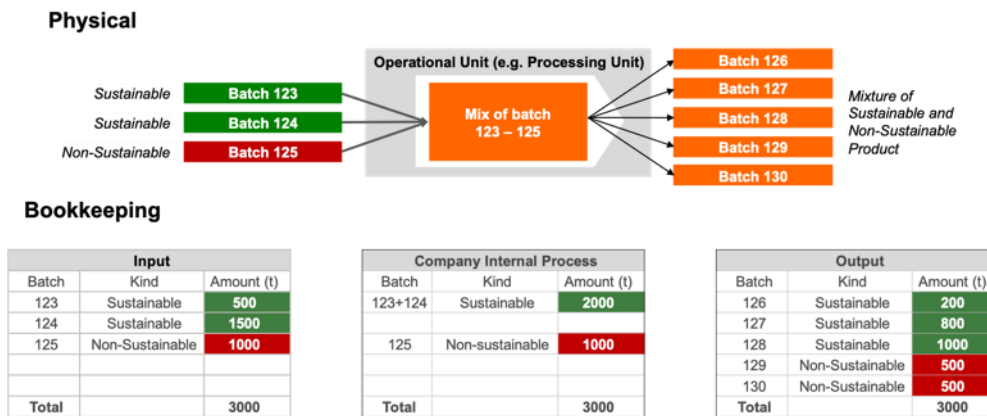 Physical
Operational Unit (e.g. Processing Unit)
Sustainable Batch 123
Sustainable Batch 124
Non-Sustainable Batch 125
Mix of batch
123 – 125
Batch 126
Batch 127
Batch 128
Batch 129
Batch 130
Mixture of
Sustainable and
Non-Sustainable
Product
Bookkeeping
Input
Batch Kind Amount (t)
123 Sustainable 500
124 Sustainable 1500
125 Non-Sustainable 1000
Total 3000
Company Internal Process
Batch Kind Amount (t)
123+124 Sustainable 2000
125 Non-sustainable 1000
Total 3000
Output
Batch Kind Amount (t)
126 Sustainable 200
127 Sustainable 800
128 Sustainable 1000
129 Non-Sustainable 500
130 Non-Sustainable 500
Total 3000